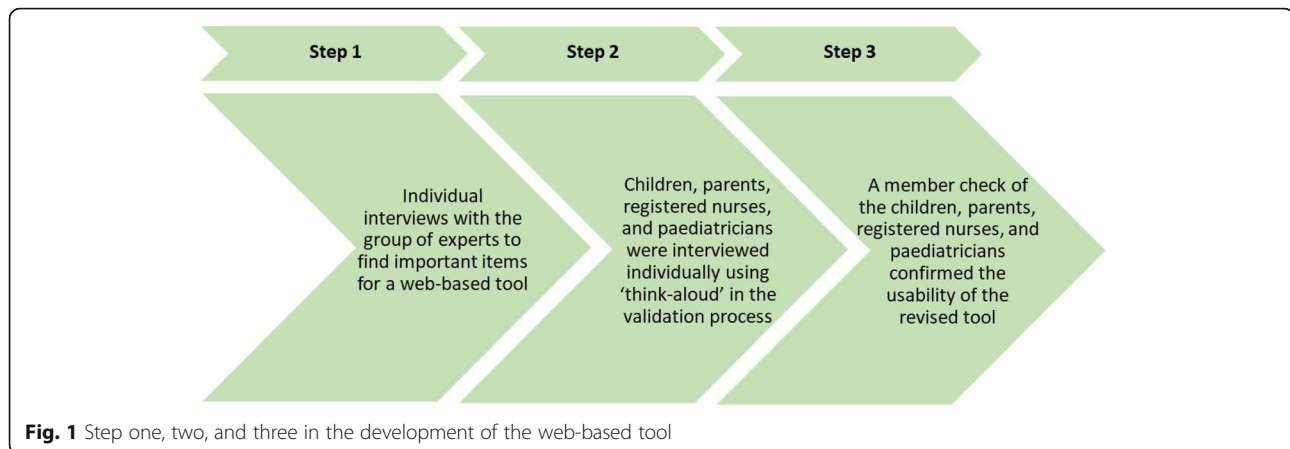 Step 1
Step 2
Step 3
Individual
interviews with the
group of experts to
find important items
for a web-based tool
Children, parents,
registered nurses,
and paediatricians
were interviewed
individually using
‘think-aloud’ in the
validation process
A member check of
the children, parents,
registered nurses, and
paediatricians
confirmed the
usability of the
revised tool
Fig. 1 Step one, two, and three in the development of the web-based tool